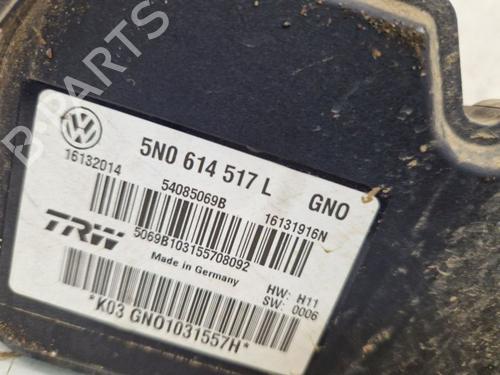 B-PARTS
5N0 614 517 L GNO
16132014
54085069B
16131916N
TRW
5069B103155708092
Made in Germany
HW: H11
SW: 0006
*K03 GNO1031557H*